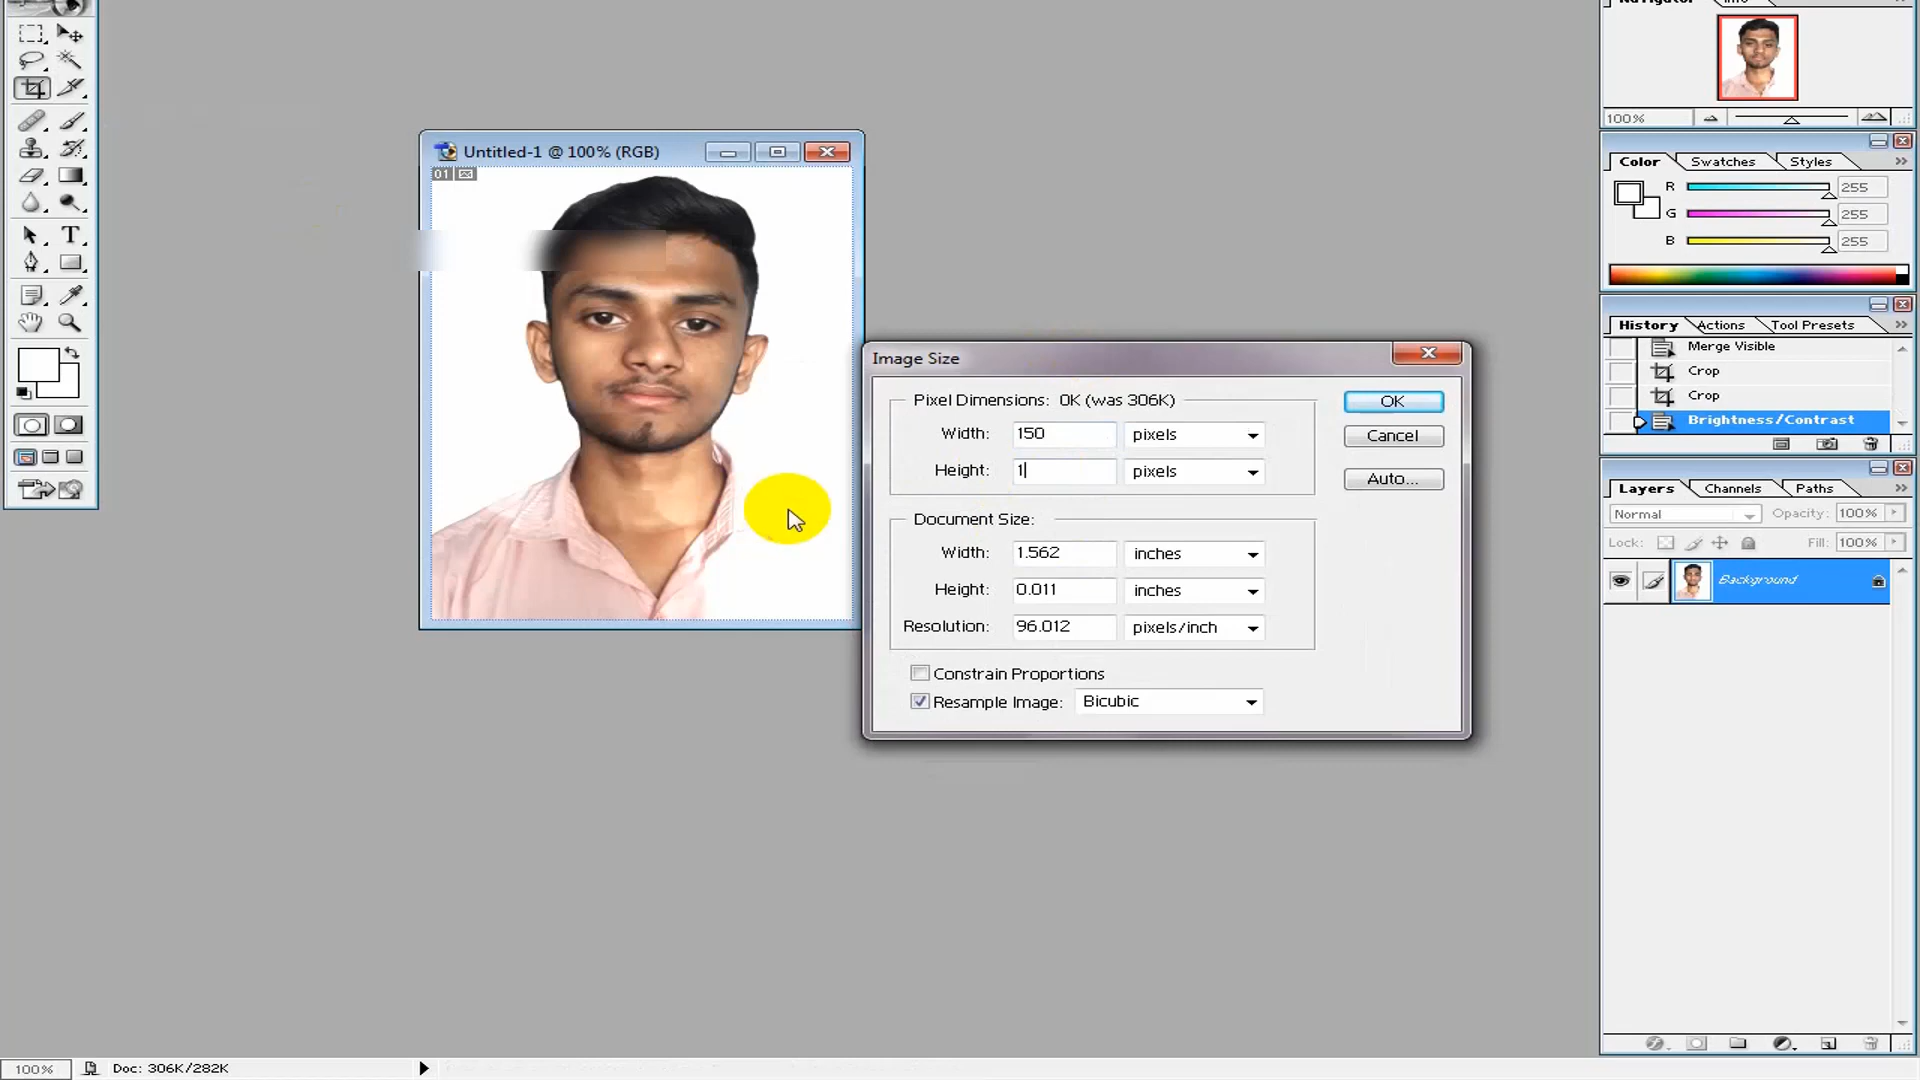 Navigator Info
100%
Untitled-1 @ 100% (RGB)
01
Color Swatches Styles
R 255
G 255
B 255
History Actions Tool Presets
Merge Visible
Crop
Crop
Brightness/Contrast
Image Size
Pixel Dimensions: 0K (was 306K)
Width: 150 pixels
Height: 1 pixels
OK
Cancel
Auto...
Document Size:
Width: 1.562 inches
Height: 0.011 inches
Resolution: 96.012 pixels/inch
Constrain Proportions
Resample Image: Bicubic
Layers Channels Paths
Normal Opacity: 100%
Lock: Fill: 100%
Background
T
100% Doc: 306K/282K